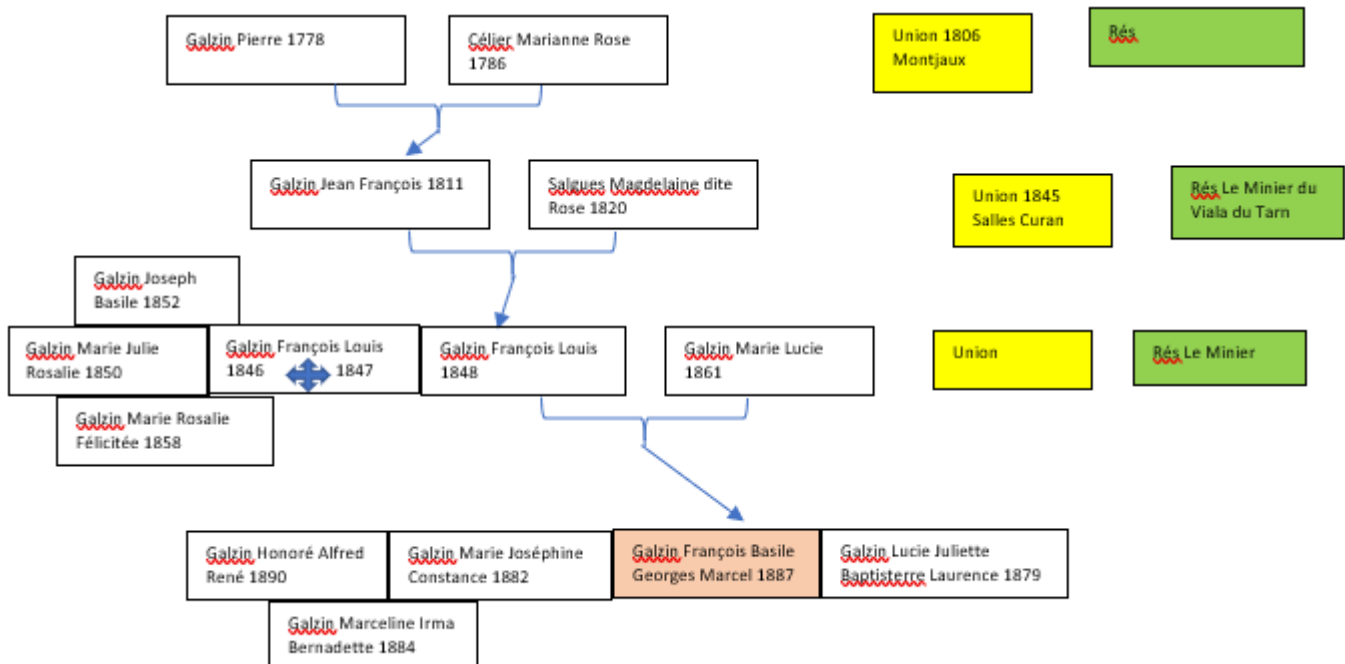 Galzin Pierre 1778
Célier Marianne Rose
1786
Union 1806
Montjaux
Rés
Galzin Jean François 1811
Salgues Magdelaine dite
Rose 1820
Union 1845
Salles Curan
Rés Le Minier du
Viala du Tarn
Galzin Joseph
Basile 1852
Galzin Marie Julie
Rosalie 1850
Galzin François Louis
1846 1847
Galzin François Louis
1848
Galzin Marie Lucie
1861
Union
Rés Le Minier
Galzin Marie Rosalie
Félicitée 1858
Galzin Honoré Alfred
René 1890
Galzin Marie Joséphine
Constance 1882
Galzin François Basile
Georges Marcel 1887
Galzin Lucie Juliette
Baptisterre Laurence 1879
Galzin Marceline Irma
Bernadette 1884